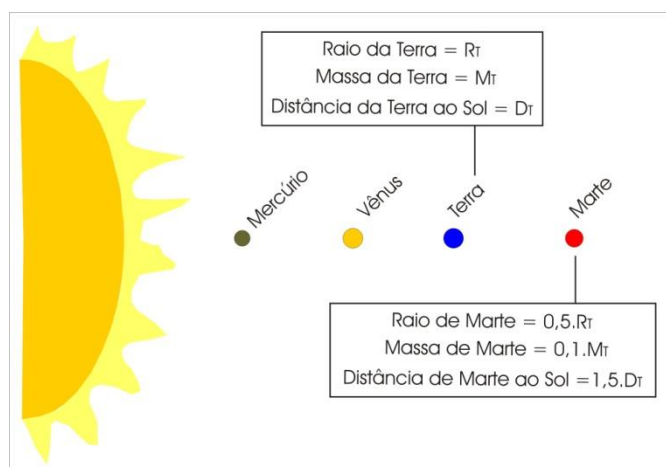 Raio da Terra = RT
Massa da Terra = MT
Distância da Terra ao Sol = DT
Mercúrio
Vênus
Terra
Marte
Raio de Marte = 0,5.RT
Massa de Marte = 0,1.MT
Distância de Marte ao Sol =1,5.DT